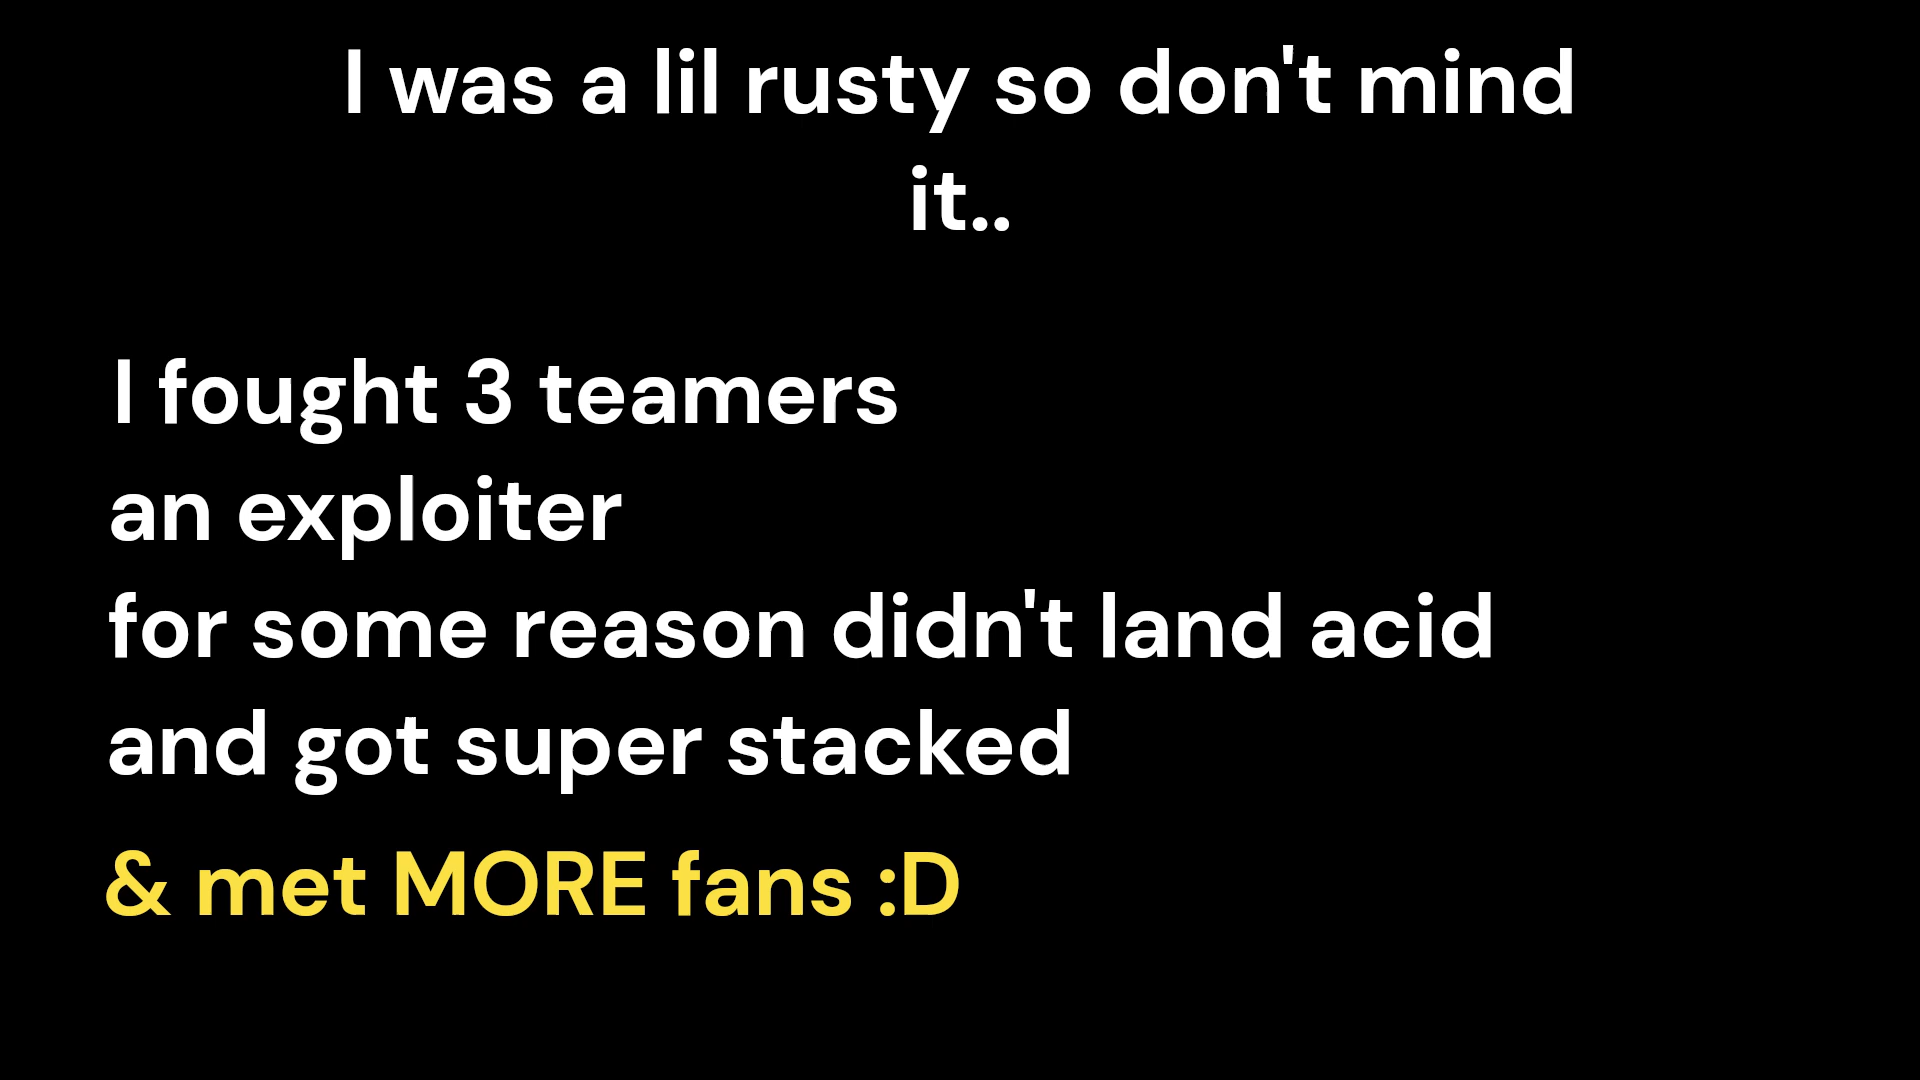 I was a lil rusty so don't mind
it..
I fought 3 teamers
an exploiter
for some reason didn't land acid
and got super stacked
& met MORE fans :D